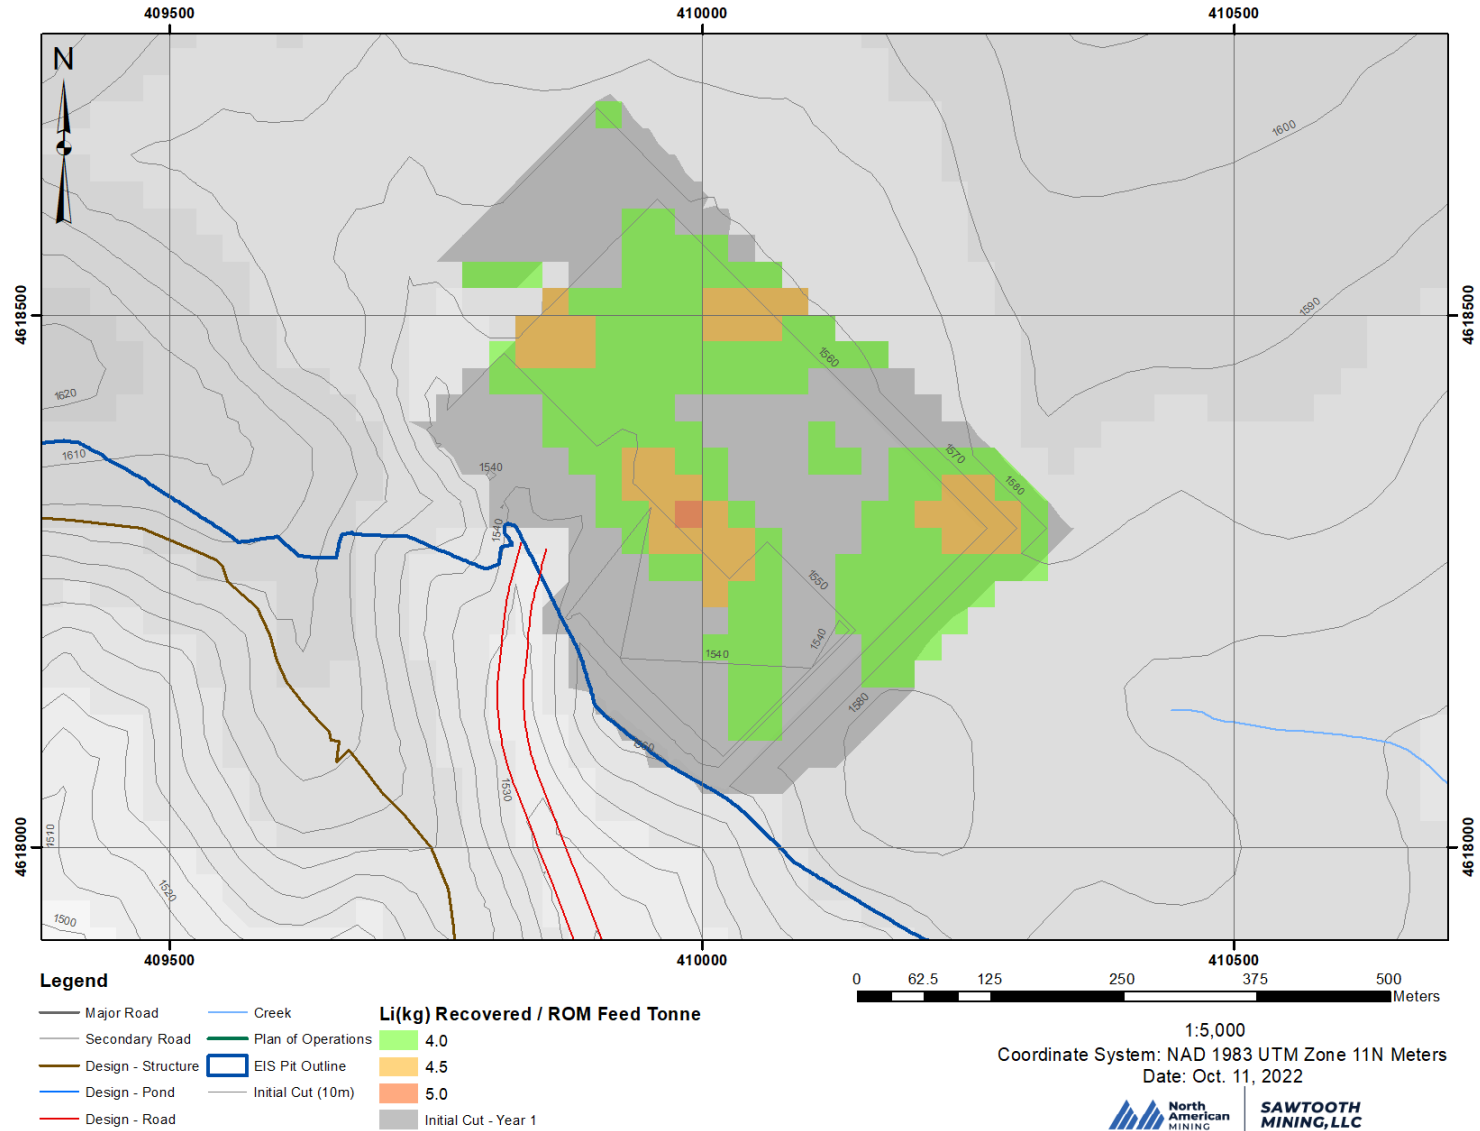 409500
410000
410500
N
1600
4618500
4618500
1590
1560
1620
1610
1570
1540
1580
1540
1550
1540
1540
1580
1530
1510
4618000
4618000
1520
1500
409500
410000
410500
Legend
Major Road
Secondary Road
Design - Structure
Design - Pond
Design - Road
Creek
Plan of Operations
EIS Pit Outline
Initial Cut (10m)
Li(kg) Recovered / ROM Feed Tonne
4.0
4.5
5.0
Initial Cut - Year 1
0 62.5 125 250 375 500
Meters
1:5,000
Coordinate System: NAD 1983 UTM Zone 11N Meters
Date: Oct. 11, 2022
North
American
MINING
SAWTOOTH
MINING, LLC